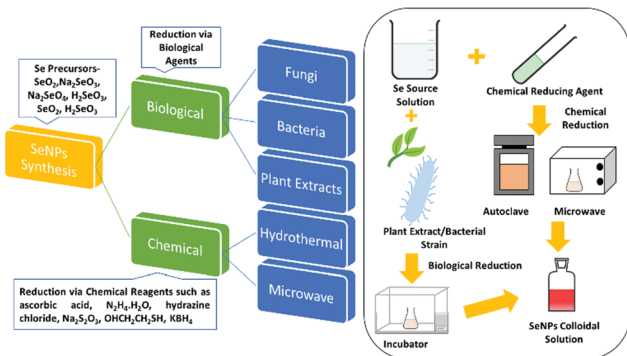 Reduction via
Biological
Agents
Se Precursors-
SeO₂,Na₂SeO₃,
Na₂SeO₄, H₂SeO₃,
SeO₂, H₂SeO₃
SeNPs
Synthesis
Biological
Chemical
Fungi
Bacteria
Plant Extracts
Hydrothermal
Microwave
Reduction via Chemical Reagents such as
ascorbic acid, N₂H₄.H₂O, hydrazine
chloride, Na₂S₂O₃, OHCH₂CH₂SH, KBH₄
Se Source
Solution
Chemical Reducing Agent
Chemical
Reduction
Autoclave
Microwave
Plant Extract/Bacterial
Strain
Biological Reduction
Incubator
SeNPs Colloidal
Solution